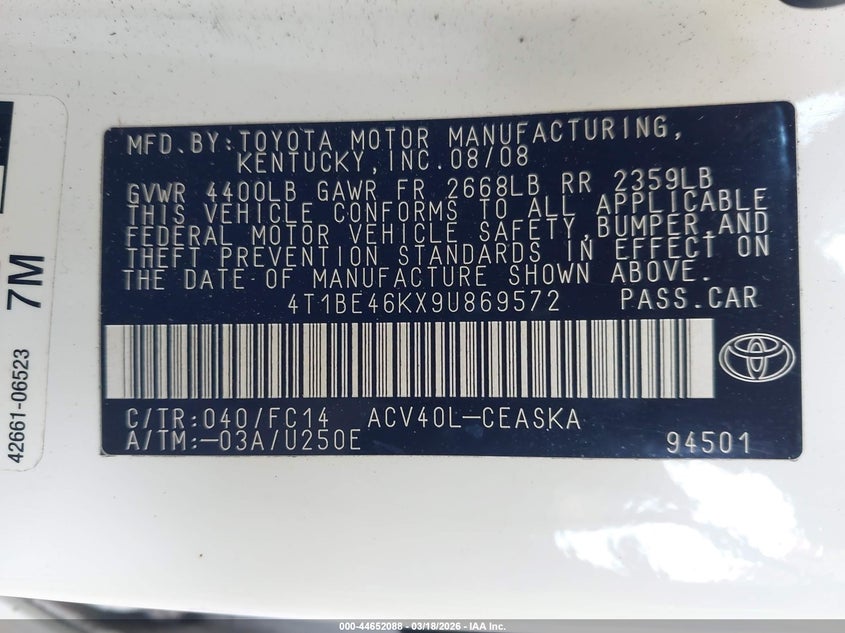 MFD.BY:TOYOTA MOTOR MANUFACTURING,
KENTUCKY,INC.08/08
GVWR 4400LB GAWR FR 2668LB RR 2359LB
THIS VEHICLE CONFORMS TO ALL APPLICABLE
FEDERAL MOTOR VEHICLE SAFETY,BUMPER,AND
THEFT PREVENTION STANDARDS IN EFFECT ON
THE DATE OF MANUFACTURE SHOWN ABOVE.
4T1BE46KX9U869572 PASS.CAR
C/TR:040/FC14 ACV40L-CEASKA
A/TM:-03A/U250E 94501
7M
42661-06523
000-44652088 - 03/18/2026 - IAA Inc.